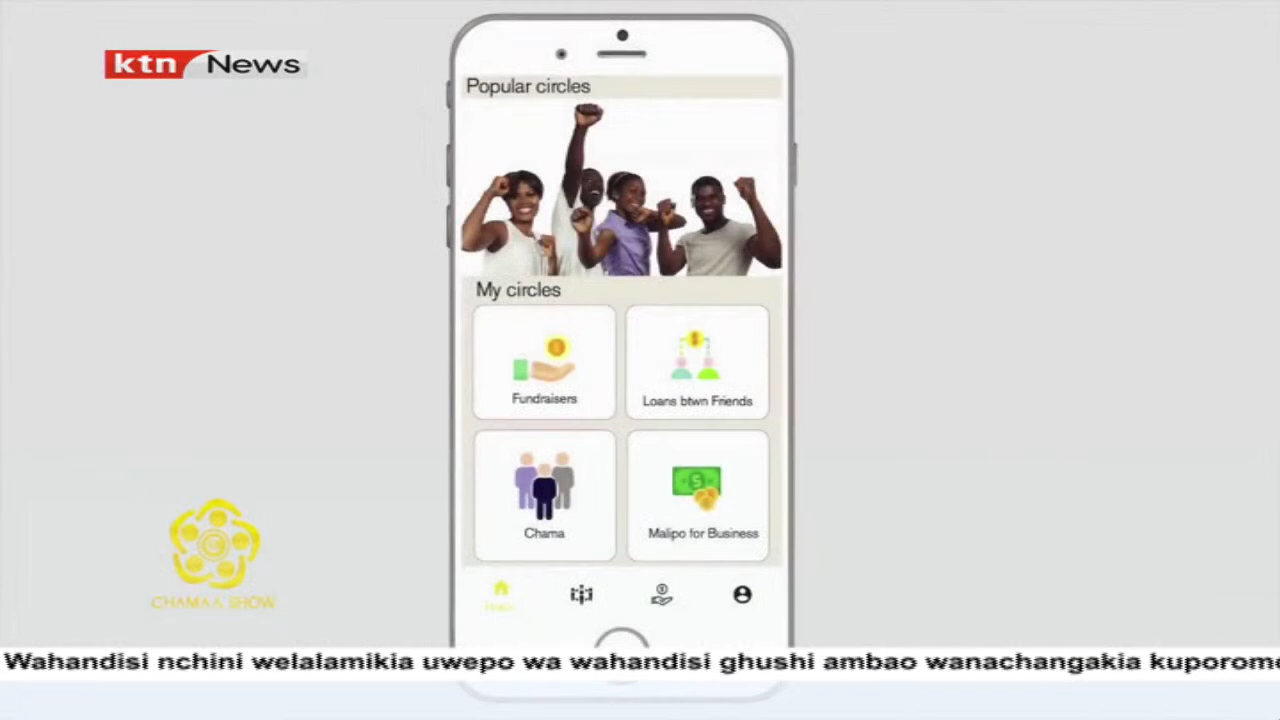 ktn News
Popular circles
My circles
Fundraisers
Loans btwn Friends
Chama
Malipo for Business
Home
CHAMAA SHOW
Wahandisi nchini welalamikia uwepo wa wahandisi ghushi ambao wanachangakia